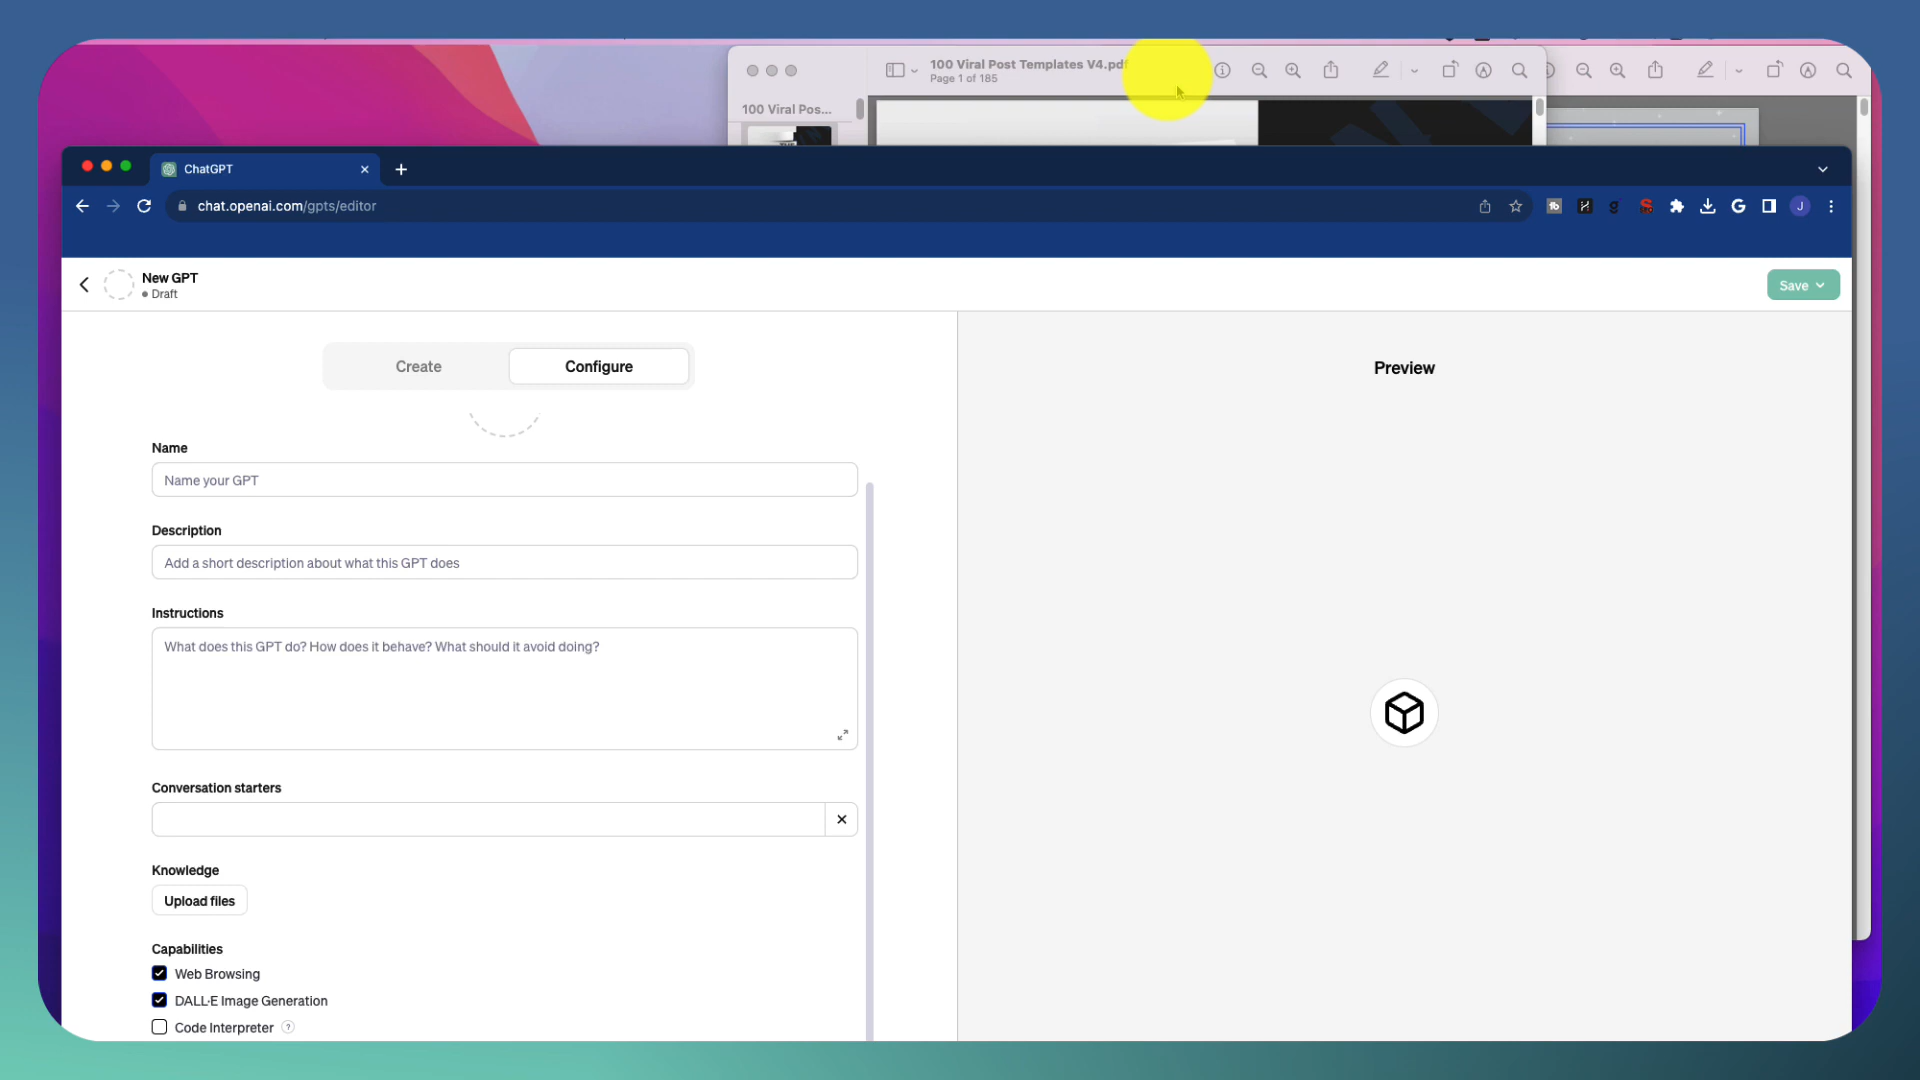 100 Viral Post Templates V4.pdf
Page 1 of 185
100 Viral Pos...
ChatGPT
chat.openai.com/gpts/editor
J
New GPT
Draft
Save
Create
Configure
Preview
Name
Name your GPT
Description
Add a short description about what this GPT does
Instructions
What does this GPT do? How does it behave? What should it avoid doing?
Conversation starters
Knowledge
Upload files
Capabilities
Web Browsing
DALL·E Image Generation
Code Interpreter ?